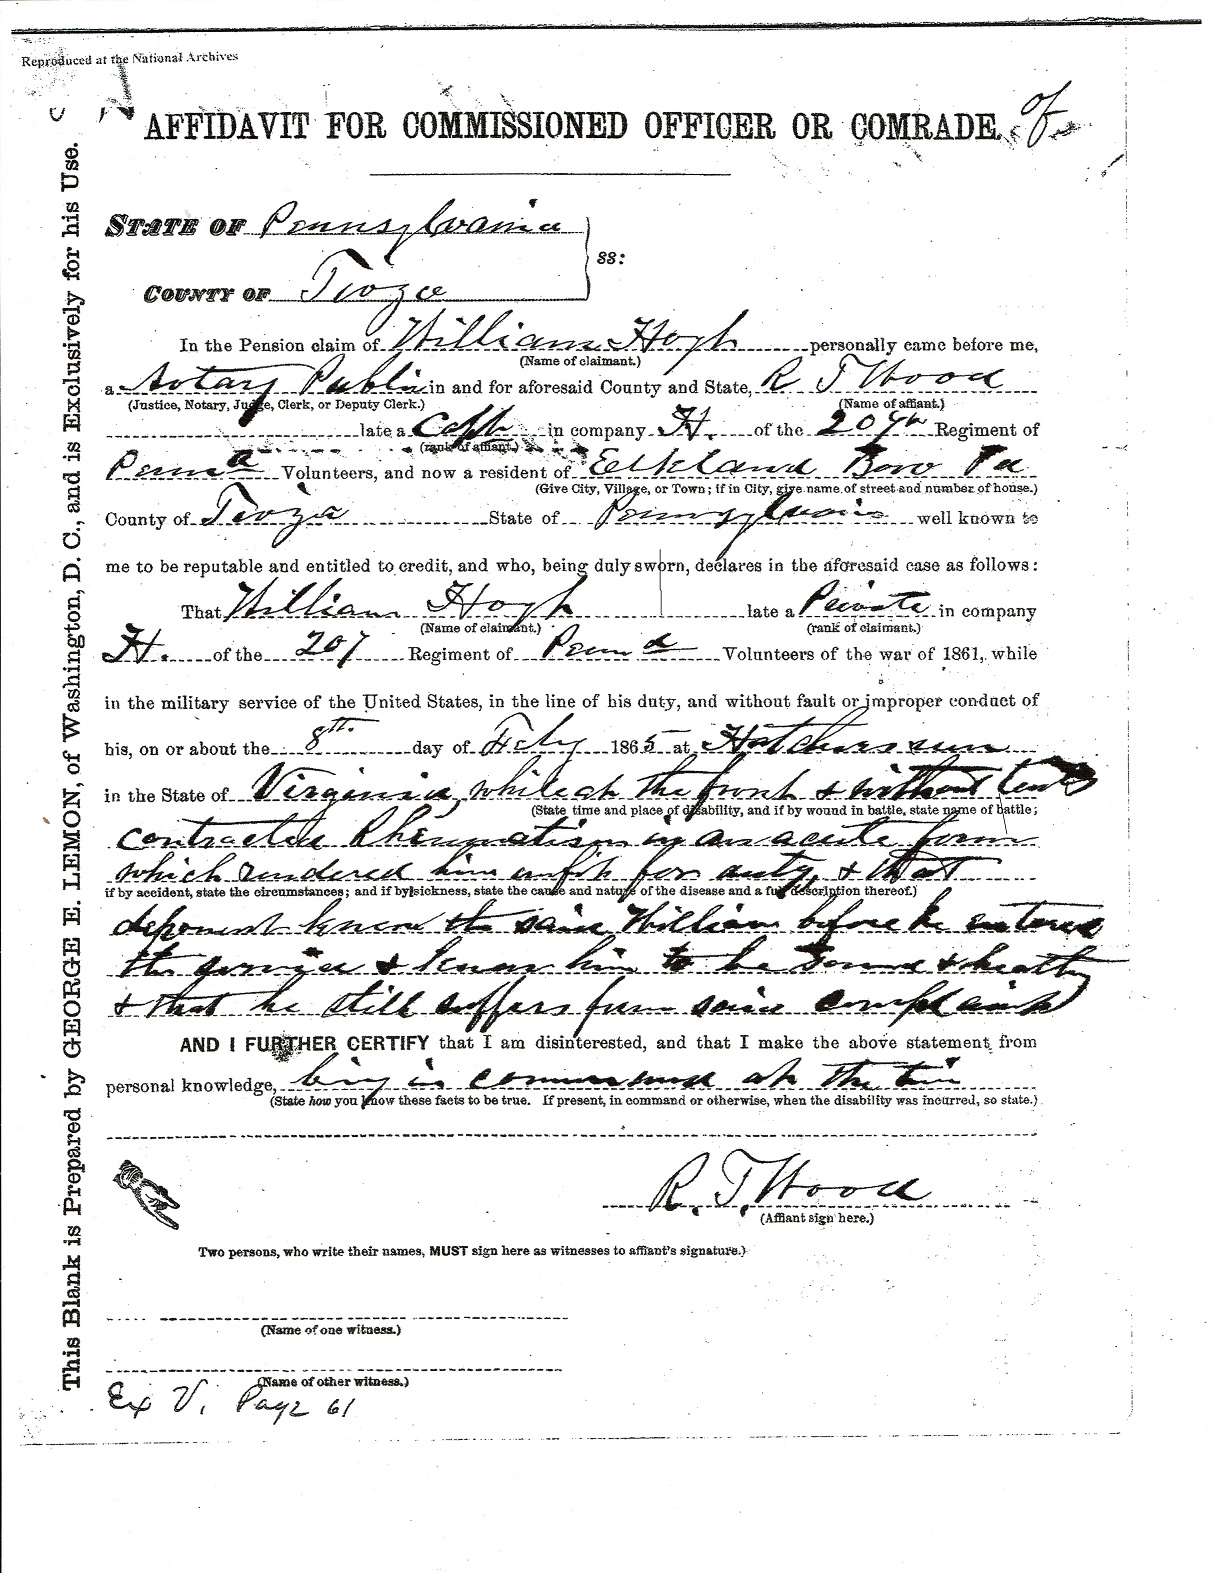 Reproduced at the National Archives
AFFIDAVIT FOR COMMISSIONED OFFICER OR COMRADE.
STATE OF Pennsylvania
ss:
COUNTY OF Tioga
In the Pension claim of William Hogh personally came before me,
(Name of claimant.)
a Notary Public in and for aforesaid County and State, R T Wood
(Justice, Notary, Judge, Clerk, or Deputy Clerk.) (Name of affiant.)
late a Capt in company H. of the 207th Regiment of
(rank of affiant.)
Penna Volunteers, and now a resident of Elkland Boro Pa
(Give City, Village, or Town; if in City, give name of street and number of house.)
County of Tioga State of Pennsylvania well known to
me to be reputable and entitled to credit, and who, being duly sworn, declares in the aforesaid case as follows:
That William Hogh late a Private in company
(Name of claimant.) (rank of claimant.)
H. of the 207 Regiment of Penna Volunteers of the war of 1861, while
in the military service of the United States, in the line of his duty, and without fault or improper conduct of
his, on or about the 8th. day of Feby 1865 at Hatchers run
in the State of Virginia, while at the front & without tents
(State time and place of disability, and if by wound in battle, state name of battle;
contracted Rheumatism in an acute form
which rendered him unfit for duty, & that
if by accident, state the circumstances; and if by sickness, state the cause and nature of the disease and a full description thereof.)
deponent knew the said William before he entered
the service & knew him to be sound & healthy
& that he still suffers from said complaint
AND I FURTHER CERTIFY that I am disinterested, and that I make the above statement from
personal knowledge, being in command at the time
(State how you know these facts to be true. If present, in command or otherwise, when the disability was incurred, so state.)
R. T. Wood
(Affiant sign here.)
Two persons, who write their names, MUST sign here as witnesses to affiant's signature.)
(Name of one witness.)
(Name of other witness.)
Ex V, Page 61
This Blank is Prepared by GEORGE E. LEMON, of Washington, D. C., and is Exclusively for his Use.